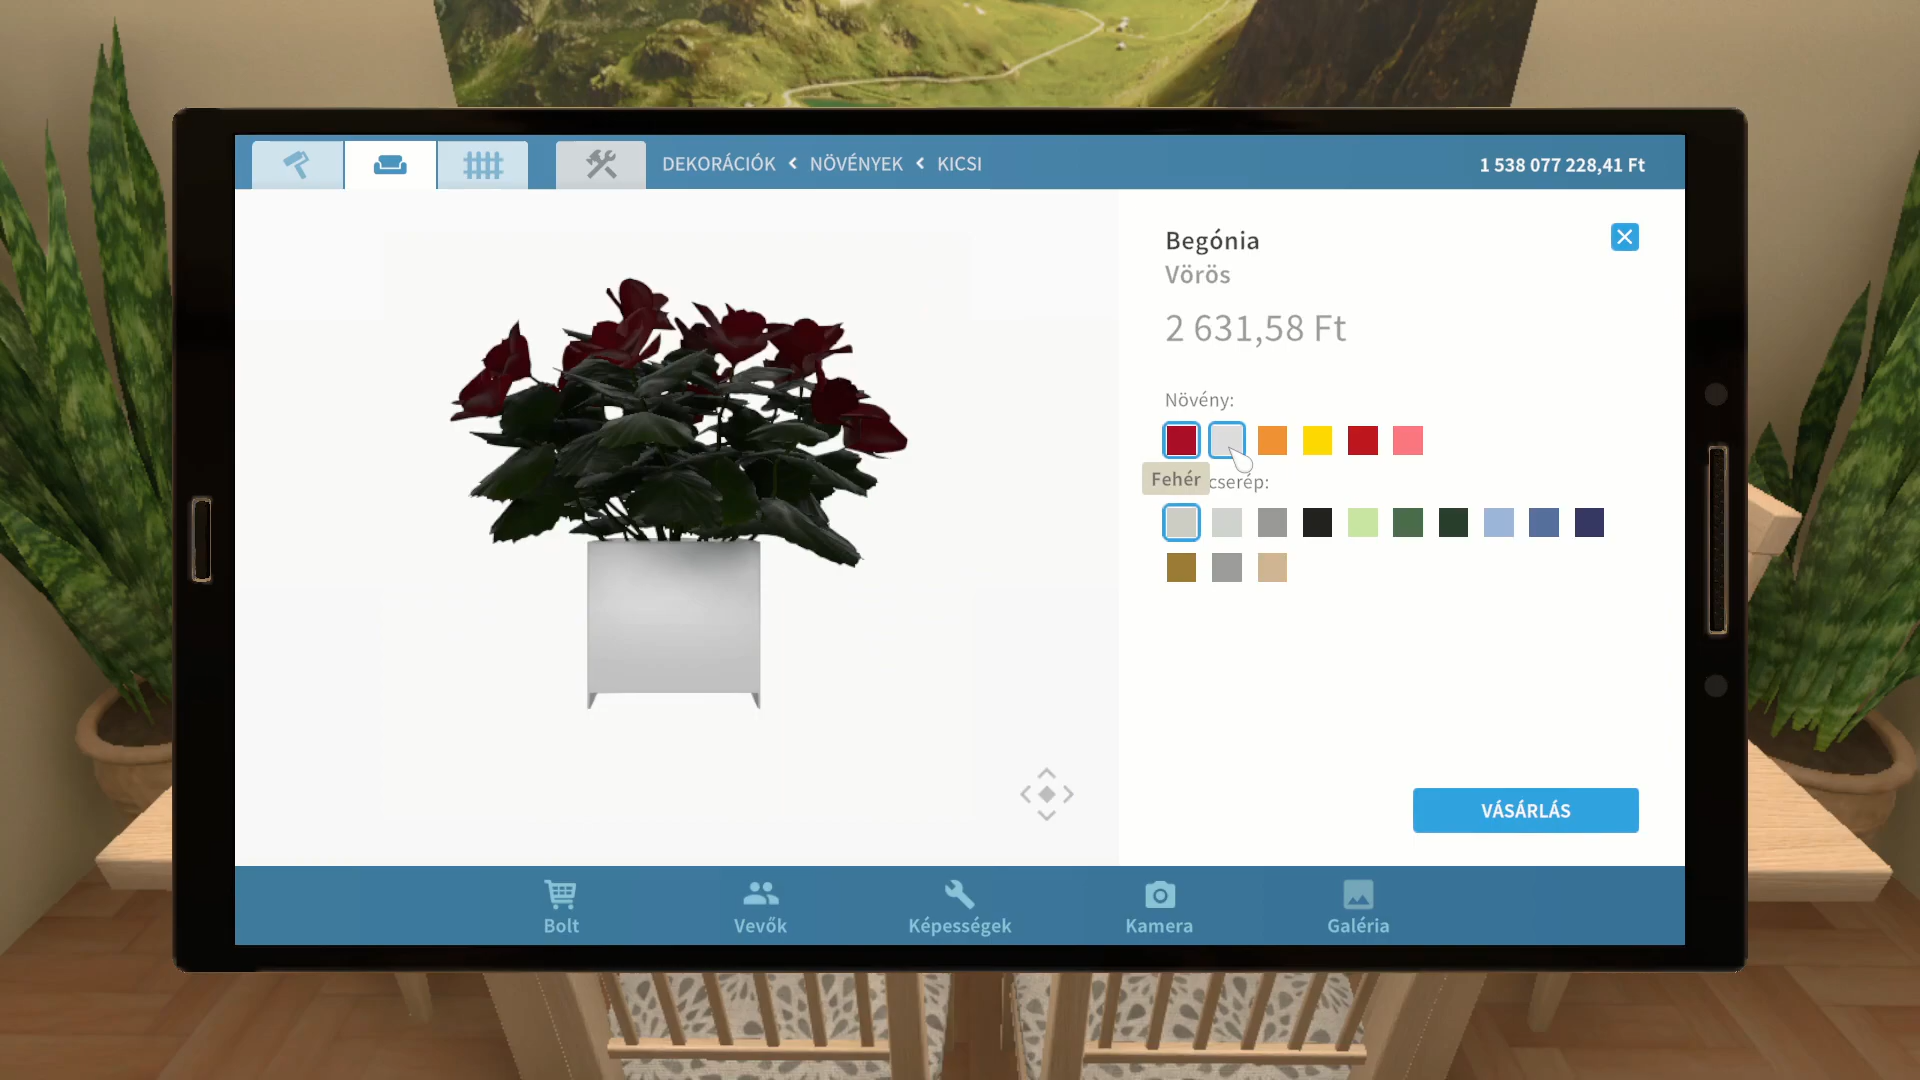 DEKORÁCIÓK < NÖVÉNYEK < KICSI
1 538 077 228,41 Ft
Begónia
Vörös
2 631,58 Ft
Növény:
Fehér
cserép:
VÁSÁRLÁS
Bolt
Vevők
Képességek
Kamera
Galéria